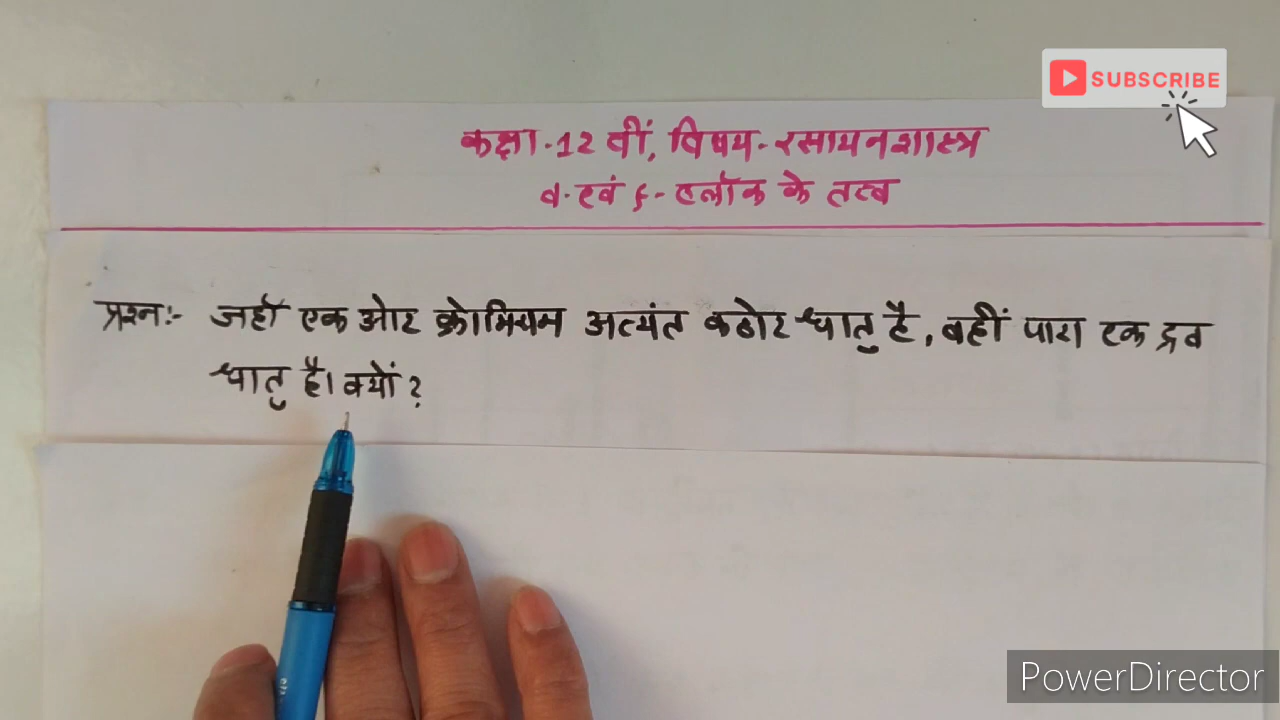 SUBSCRIBE
कक्षा-12 वीं, विषय-रसायनशास्त्र
d-एवं f-ब्लॉक के तत्व
प्रश्न:- जहाँ एक ओर क्रोमियम अत्यंत कठोर धातु है, वहीं पारा एक द्रव
धातु है। क्यों?
PowerDirector